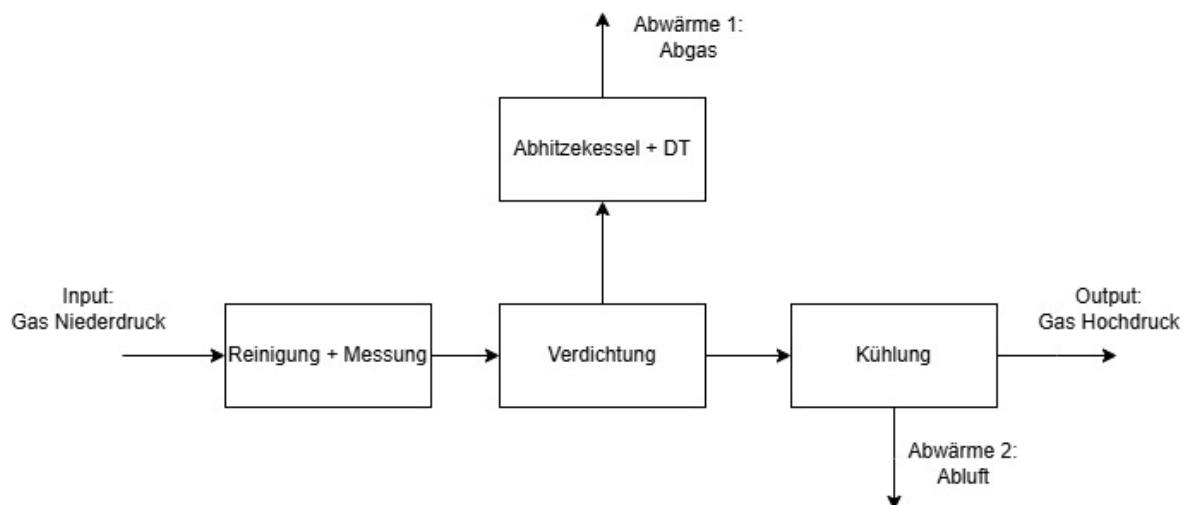 Abwärme 1:
Abgas
Abhitzekessel + DT
Input:
Gas Niederdruck
Reinigung + Messung
Verdichtung
Kühlung
Output:
Gas Hochdruck
Abwärme 2:
Abluft